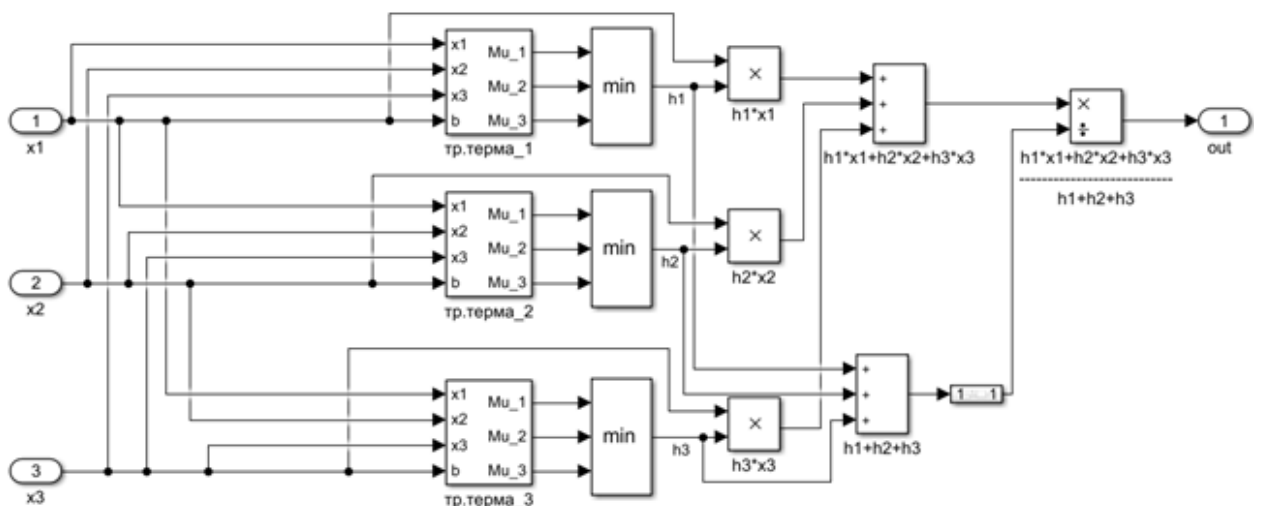 1
x1
x1
x2
x3
b
Mu_1
Mu_2
Mu_3
тр.терма_1
min
h1
×
h1*x1
+
+
+
h1*x1+h2*x2+h3*x3
×
÷
h1*x1+h2*x2+h3*x3
---------------------------
h1+h2+h3
1
out
2
x2
x1
x2
x3
b
Mu_1
Mu_2
Mu_3
тр.терма_2
min
h2
×
h2*x2
3
x3
x1
x2
x3
b
Mu_1
Mu_2
Mu_3
тр.терма_3
min
h3
×
h3*x3
+
+
+
h1+h2+h3
1 1